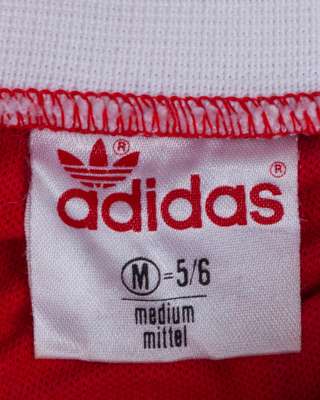 ®
adidas ®
M = 5/6
medium
mittel